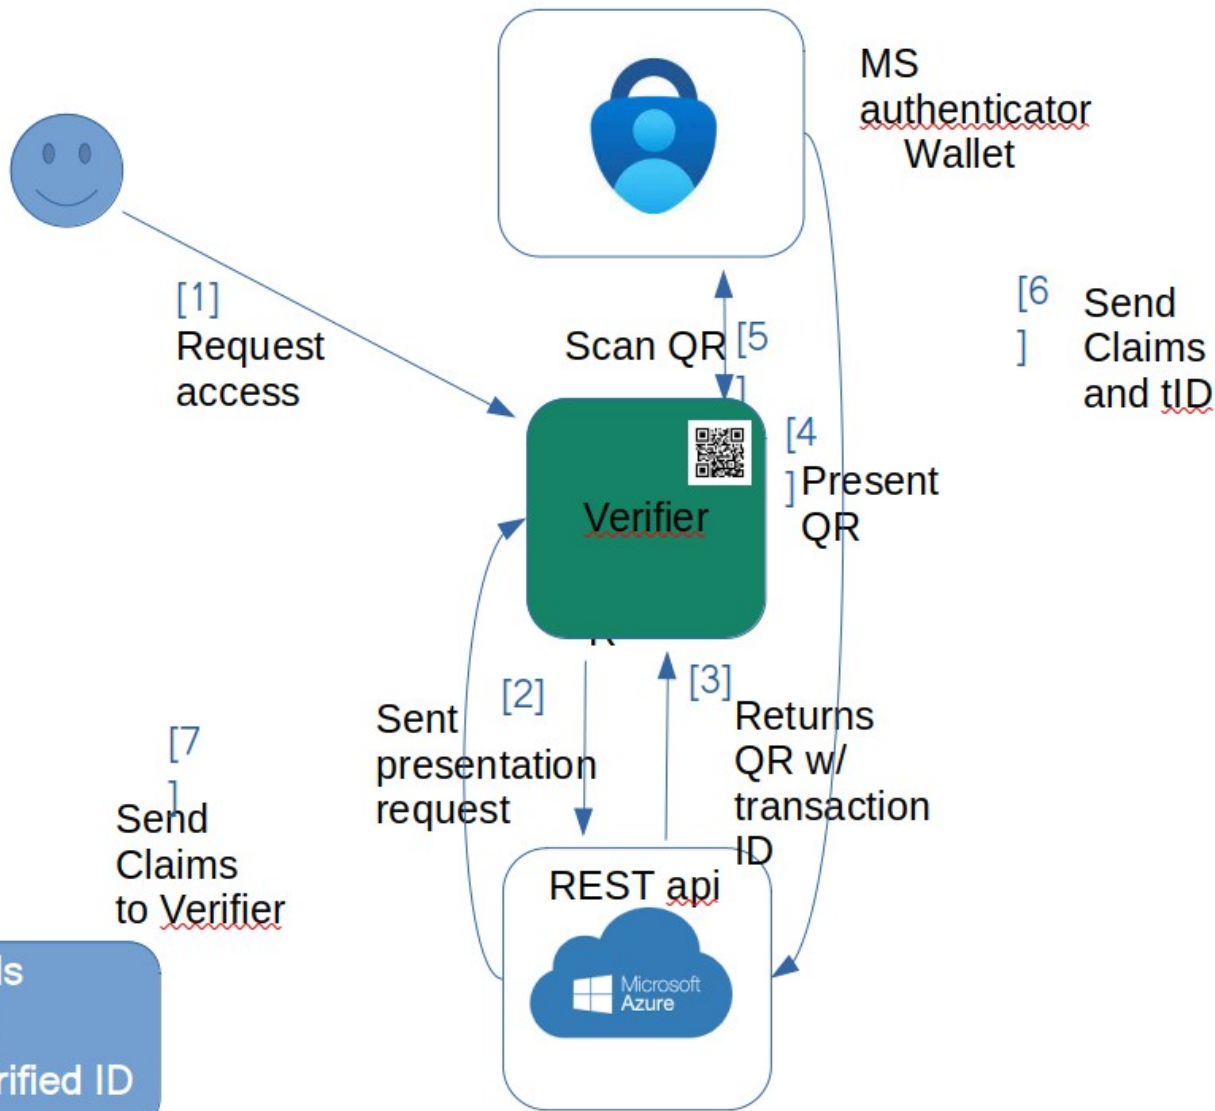 MS
authenticator
Wallet
[1]
Request
access
Scan QR
[5
]
[6
]
Send
Claims
and tID
[4
]
Present
QR
Verifier
[2]
Sent
presentation
request
[3]
Returns
QR w/
transaction
ID
[7
]
Send
Claims
to Verifier
REST api
Microsoft
Azure
ls
rified ID